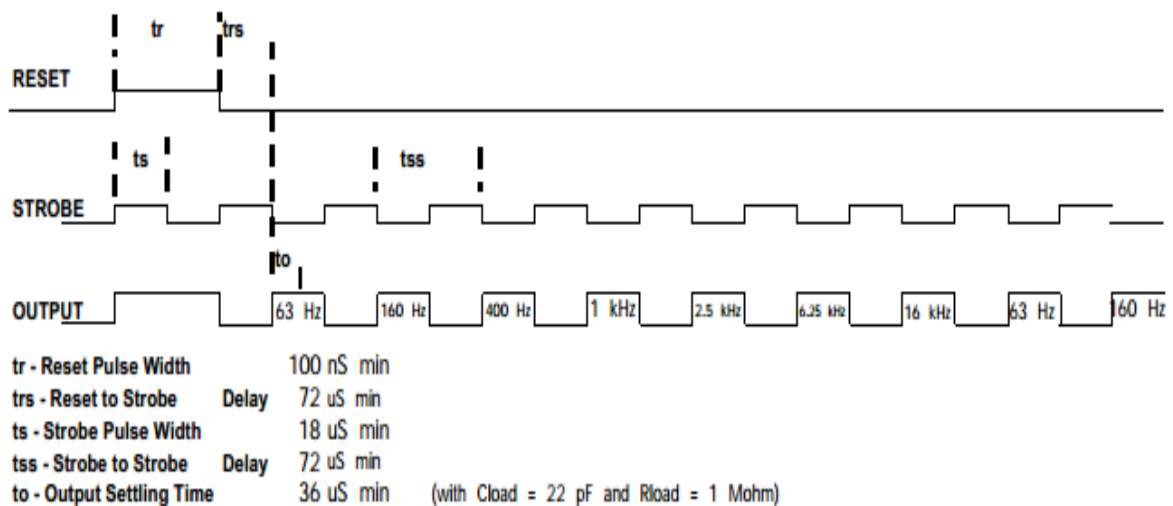 tr trs
RESET
ts tss
STROBE
to
OUTPUT 63 Hz 160 Hz 400 Hz 1 kHz 2.5 kHz 6.25 kHz 16 kHz 63 Hz 160 Hz
tr - Reset Pulse Width 100 nS min
trs - Reset to Strobe Delay 72 uS min
ts - Strobe Pulse Width 18 uS min
tss - Strobe to Strobe Delay 72 uS min
to - Output Settling Time 36 uS min (with Cload = 22 pF and Rload = 1 Mohm)